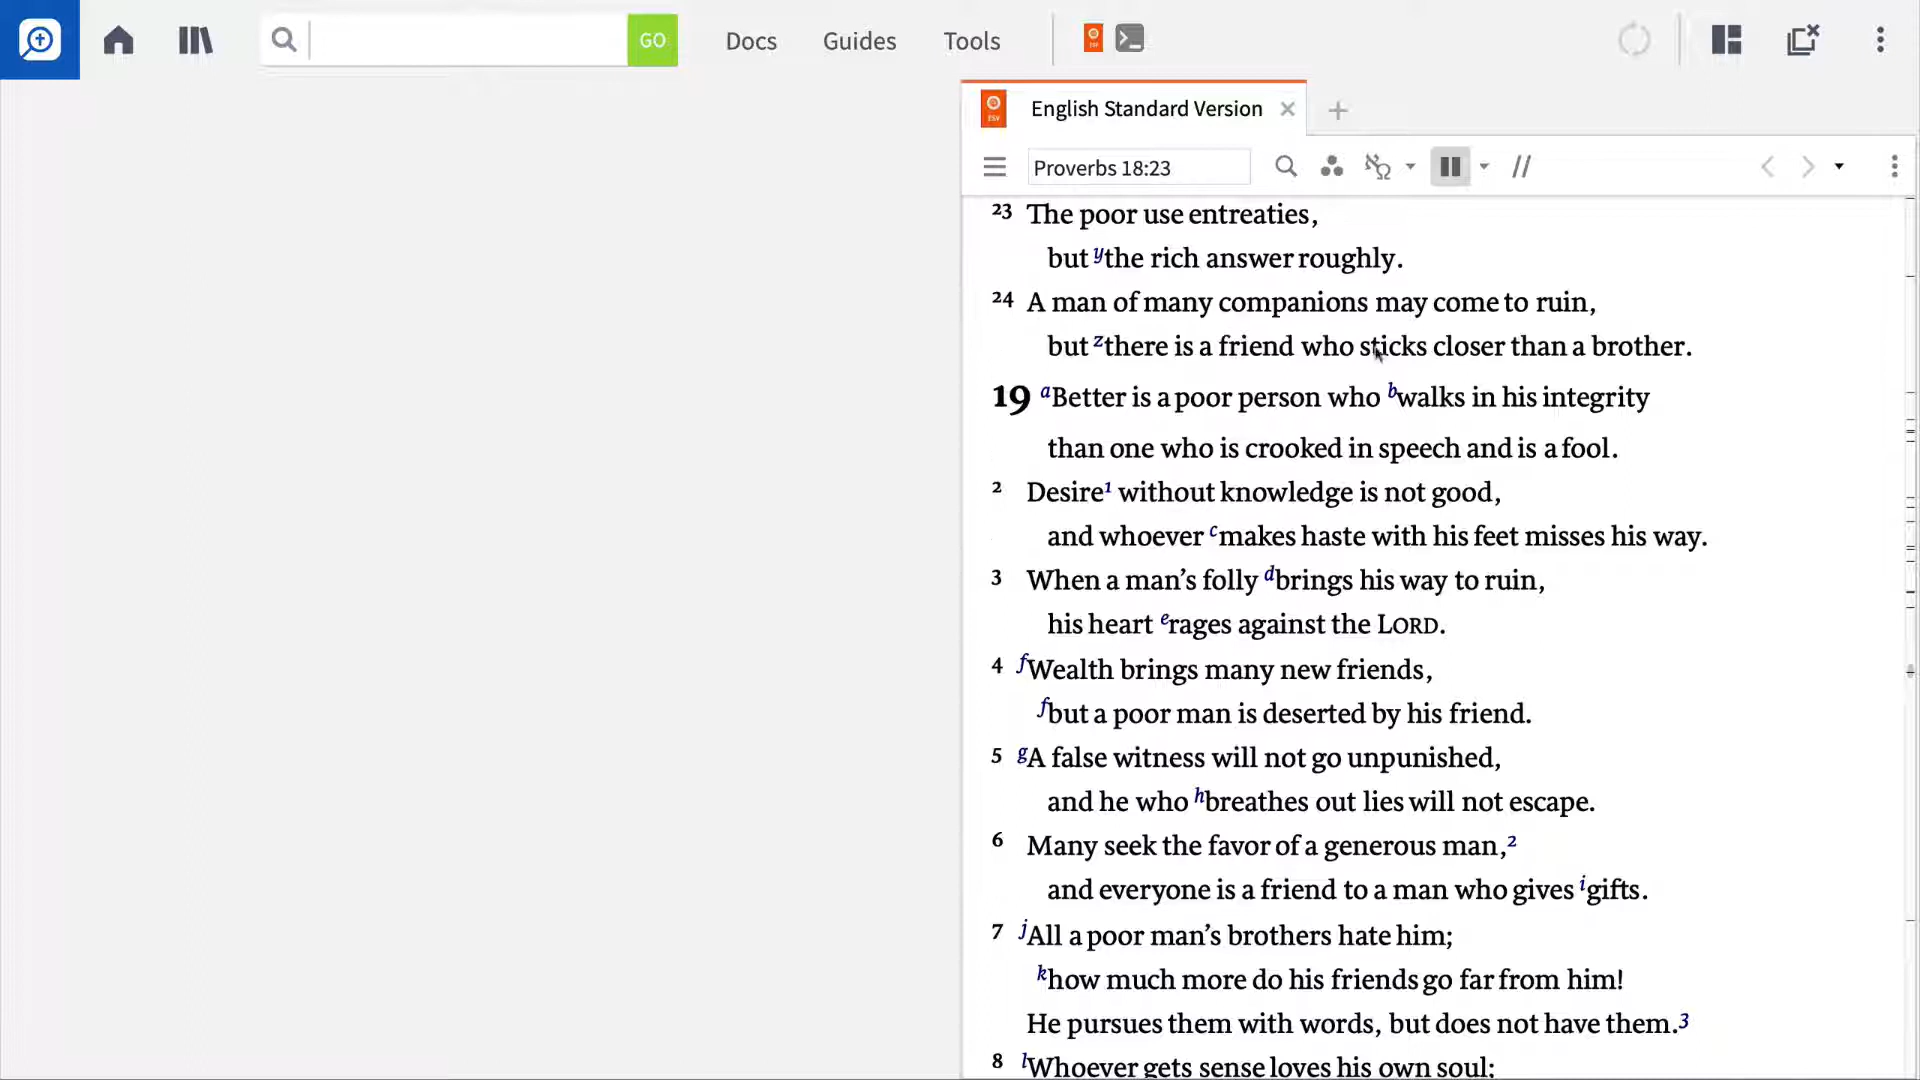 GO
Docs
Guides
Tools
English Standard Version
Proverbs 18:23
23 The poor use entreaties,
but ythe rich answer roughly.
24 A man of many companions may come to ruin,
but zthere is a friend who sticks closer than a brother.
19 aBetter is a poor person who bwalks in his integrity
than one who is crooked in speech and is a fool.
2 Desire1 without knowledge is not good,
and whoever cmakes haste with his feet misses his way.
3 When a man’s folly dbrings his way to ruin,
his heart erages against the LORD.
4 fWealth brings many new friends,
fbut a poor man is deserted by his friend.
5 gA false witness will not go unpunished,
and he who hbreathes out lies will not escape.
6 Many seek the favor of a generous man,2
and everyone is a friend to a man who gives igifts.
7 jAll a poor man’s brothers hate him;
khow much more do his friends go far from him!
He pursues them with words, but does not have them.3
8 lWhoever gets sense loves his own soul;